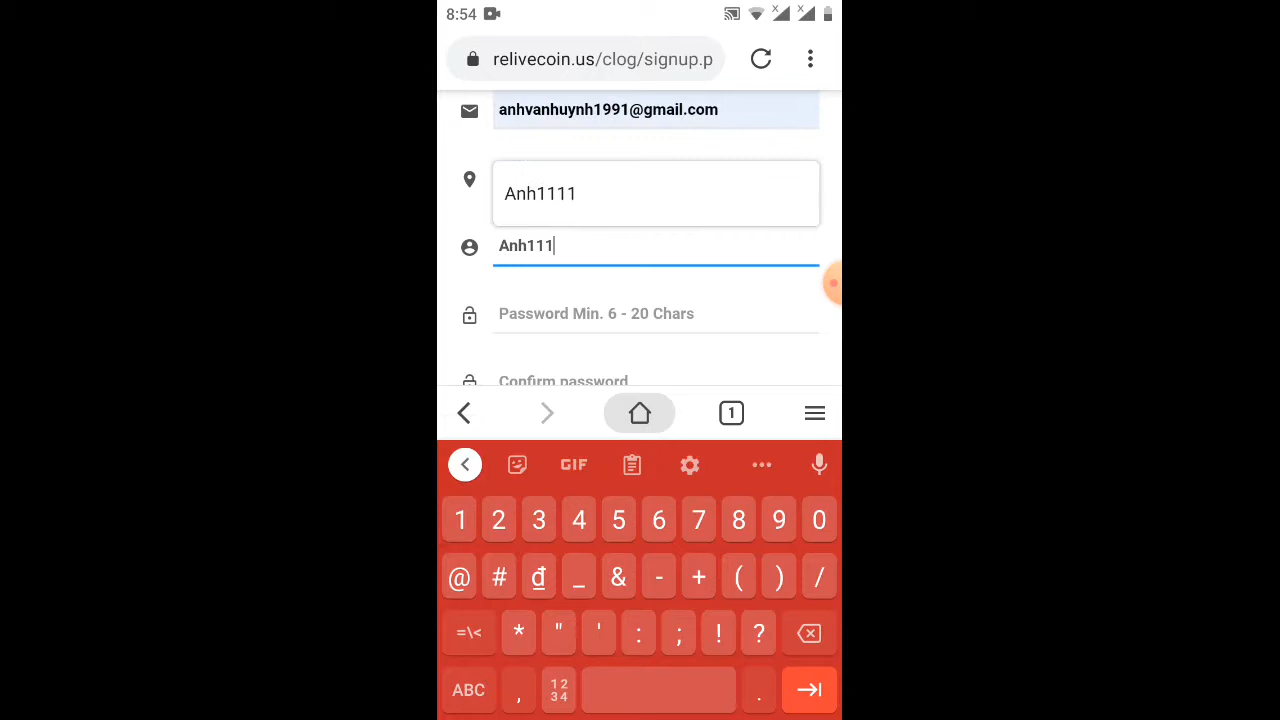 8:54
relivecoin.us/clog/signup.p
anhvanhuynh1991@gmail.com
Anh1111
Anh111
Password Min. 6 - 20 Chars
Confirm password
1
GIF
1 2 3 4 5 6 7 8 9 0
@ # ₫ _ & - + ( ) /
=\< * " ' : ; ! ?
ABC , 12 34 .